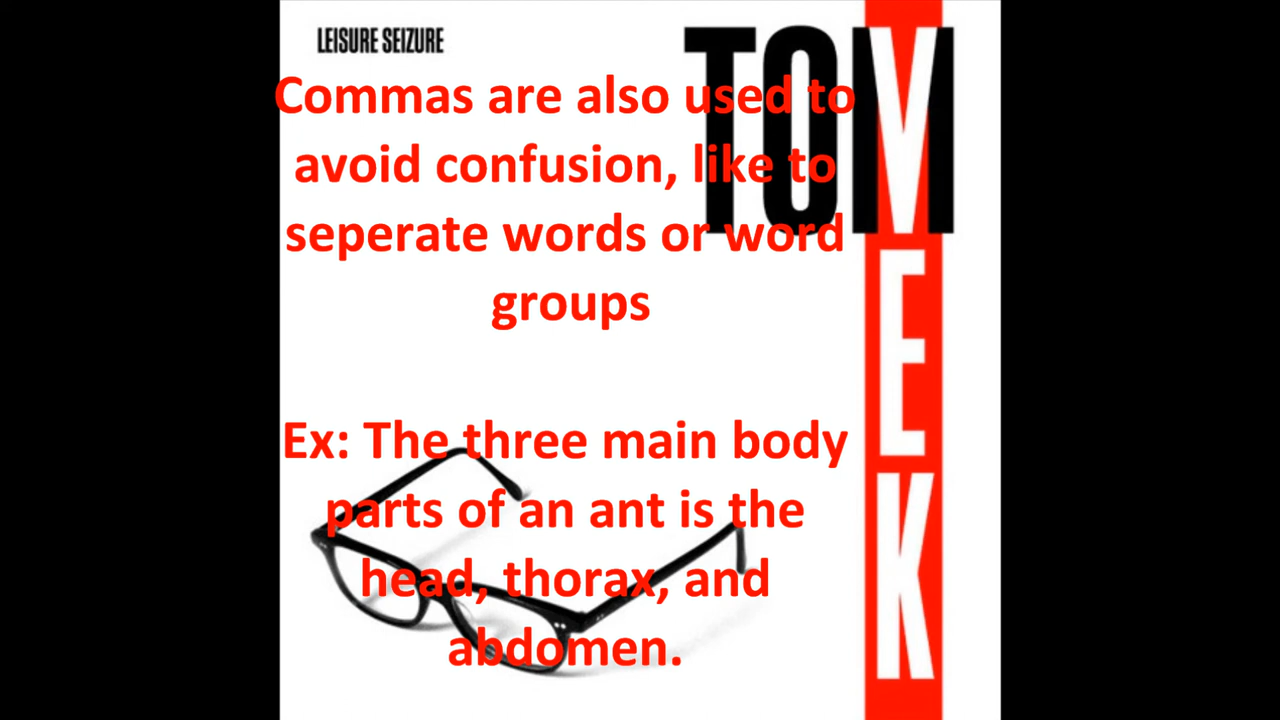 LEISURE SEIZURE
TOM
VEK
Commas are also used to
avoid confusion, like to
seperate words or word
groups
Ex: The three main body
parts of an ant is the
head, thorax, and
abdomen.